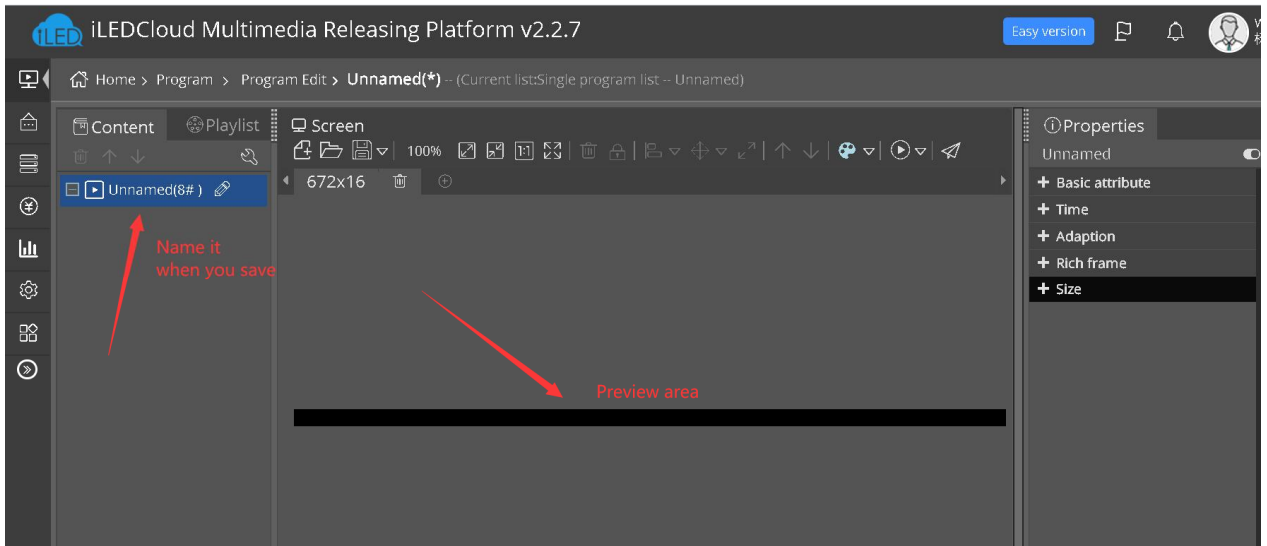 iLED iLEDCloud Multimedia Releasing Platform v2.2.7
Easy version
Home > Program > Program Edit > Unnamed(*) -- (Current list:Single program list -- Unnamed)
Content
Playlist
Screen
100%
1:1
672x16
Unnamed(8# )
Name it
when you save
Preview area
Properties
Unnamed
+ Basic attribute
+ Time
+ Adaption
+ Rich frame
+ Size